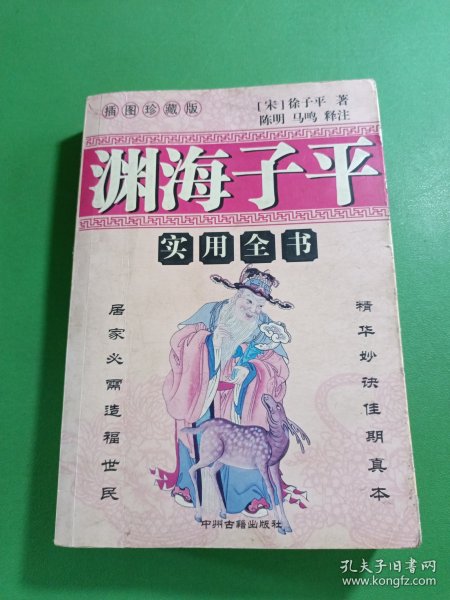 插图珍藏版
[宋]徐子平 著
陈明 马鸣 释注
渊海子平
实用全书
居家必需造福世民
精华妙诀佳期真本
中州古籍出版社
孔夫子旧书网
www.kongfz.com